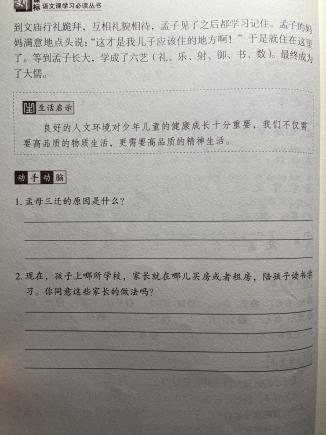 课标 语文课学习必读丛书
到文庙行礼跪拜，互相礼貌相待，孟子见了之后都学习记住。孟子的妈
妈满意地点头说：“这才是我儿子应该住的地方啊！”于是就住在这里
了。等到孟子长大，学成了六艺（礼、乐、射、御、书、数）。最终成为
了大儒。
生活启示
良好的人文环境对少年儿童的健康成长十分重要，我们不仅需
要高品质的物质生活，更需要高品质的精神生活。
动手动脑
1. 孟母三迁的原因是什么？
2. 现在，孩子上哪所学校，家长就在哪儿买房或者租房，陪孩子读书学
习。你同意这些家长的做法吗？